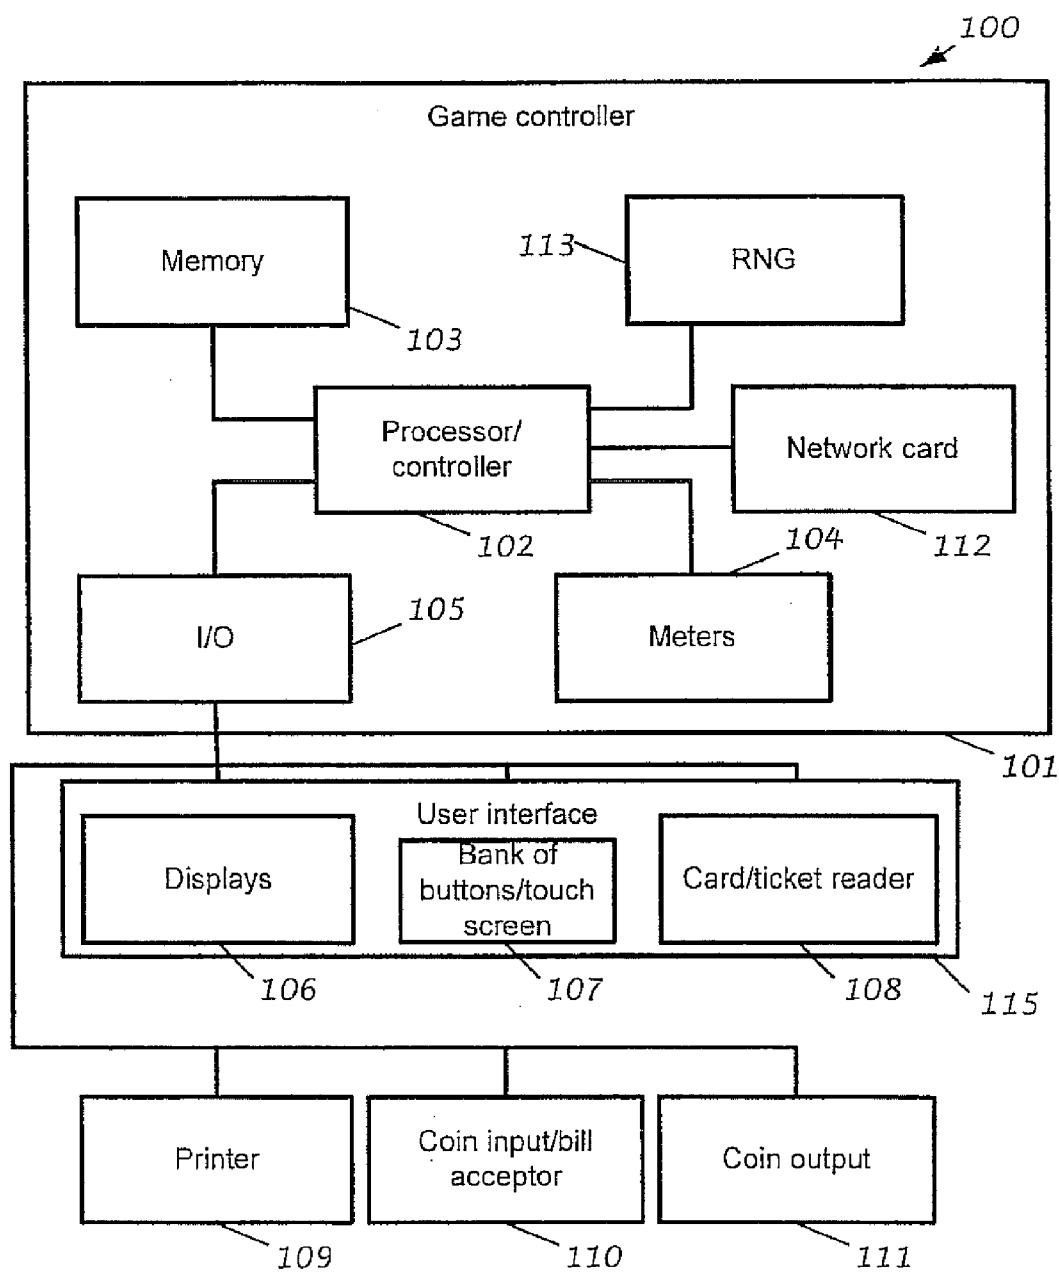 100
Game controller
Memory
113
RNG
103
Processor/
controller
Network card
102
104
112
I/O
105
Meters
101
User interface
Displays
Bank of
buttons/touch
screen
Card/ticket reader
106
107
108
115
Printer
Coin input/bill
acceptor
Coin output
109
110
111